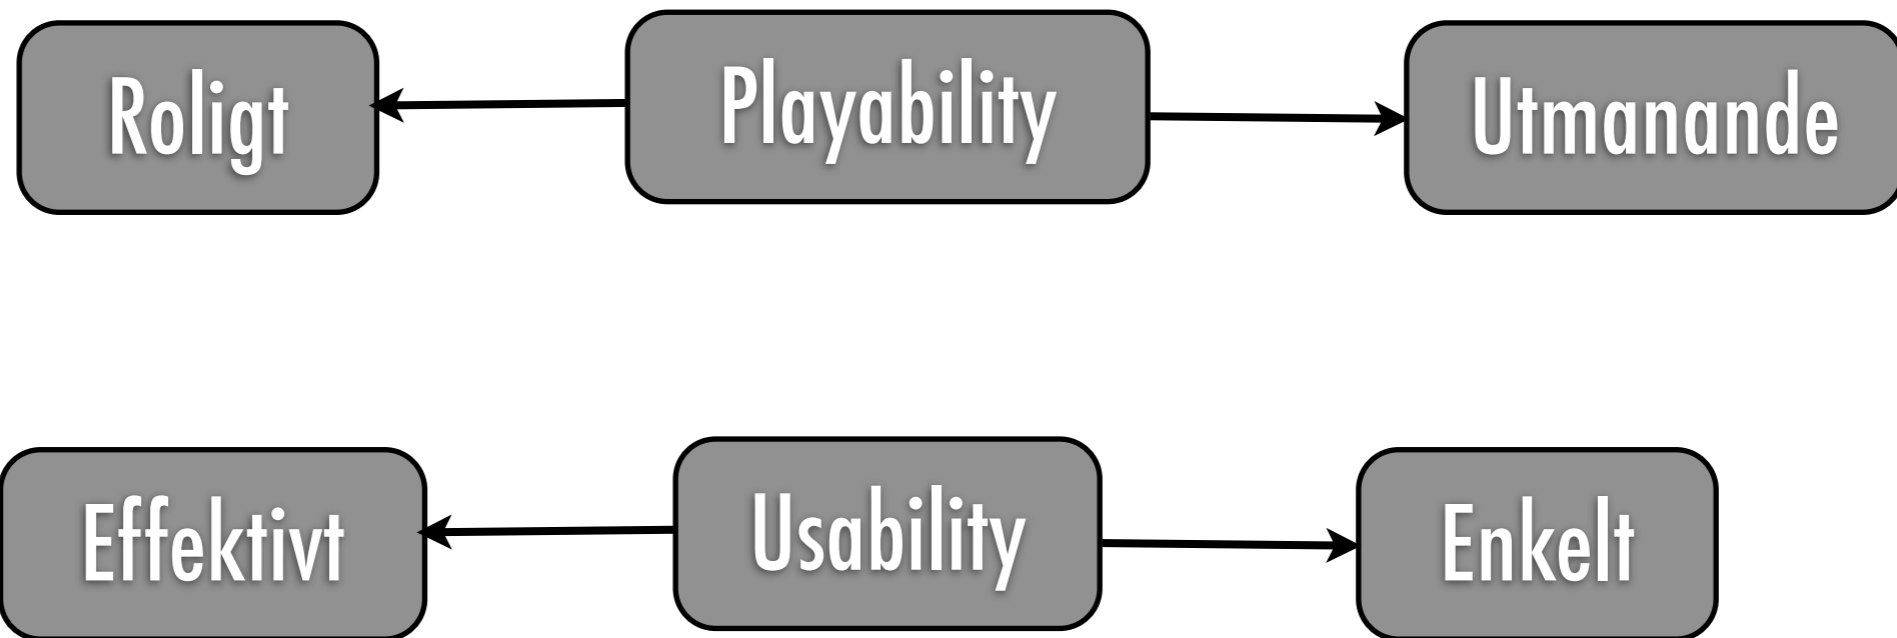 Roligt
Playability
Utmanande
Effektivt
Usability
Enkelt